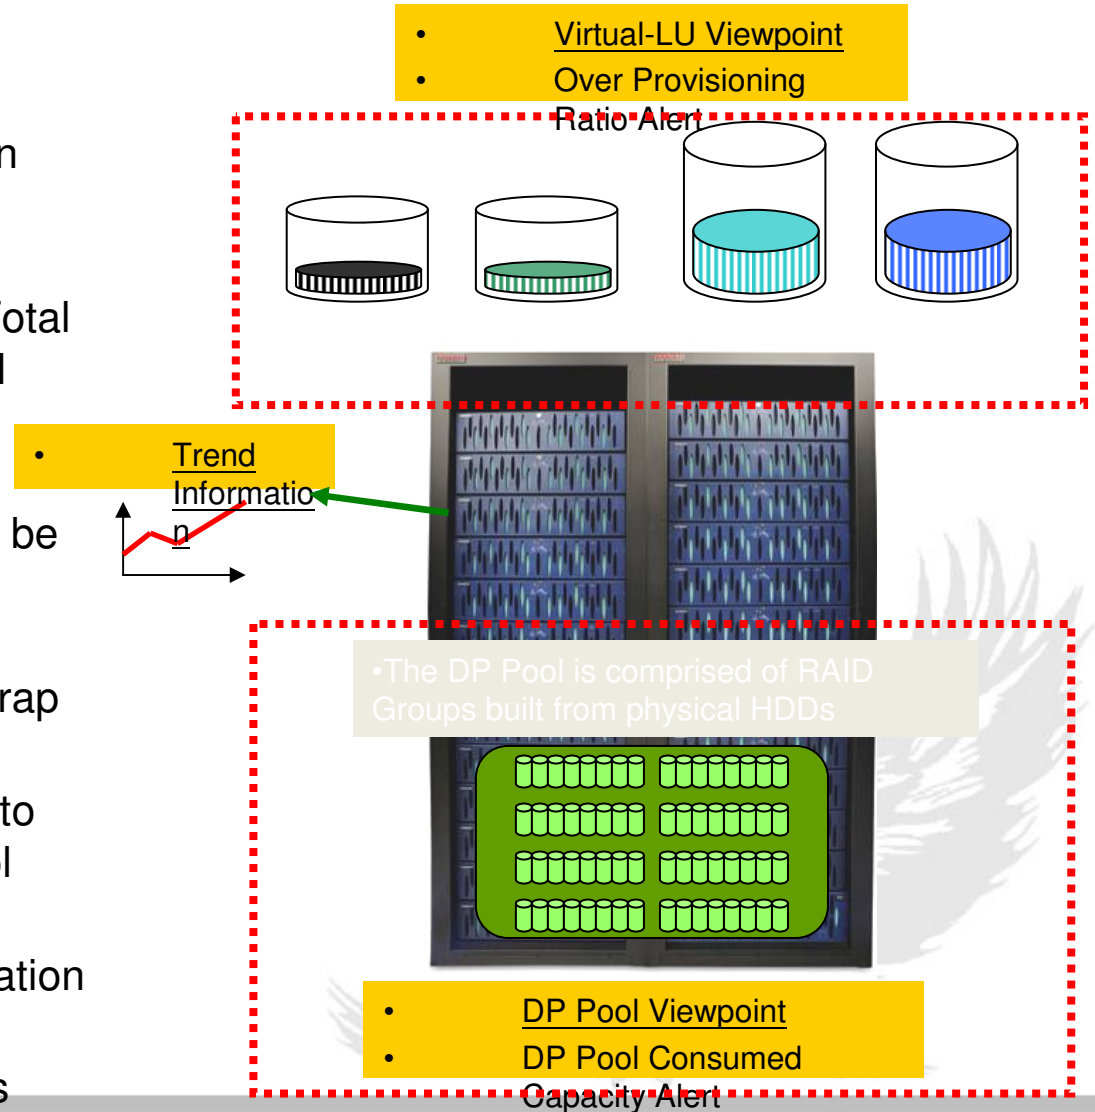 • Virtual-LU Viewpoint
• Over Provisioning
Ratio Alert
n
otal
l
• Trend
Informatio
n
be
•The DP Pool is comprised of RAID
Groups built from physical HDDs
rap
to
ol
ation
• DP Pool Viewpoint
• DP Pool Consumed
Capacity Alert
s